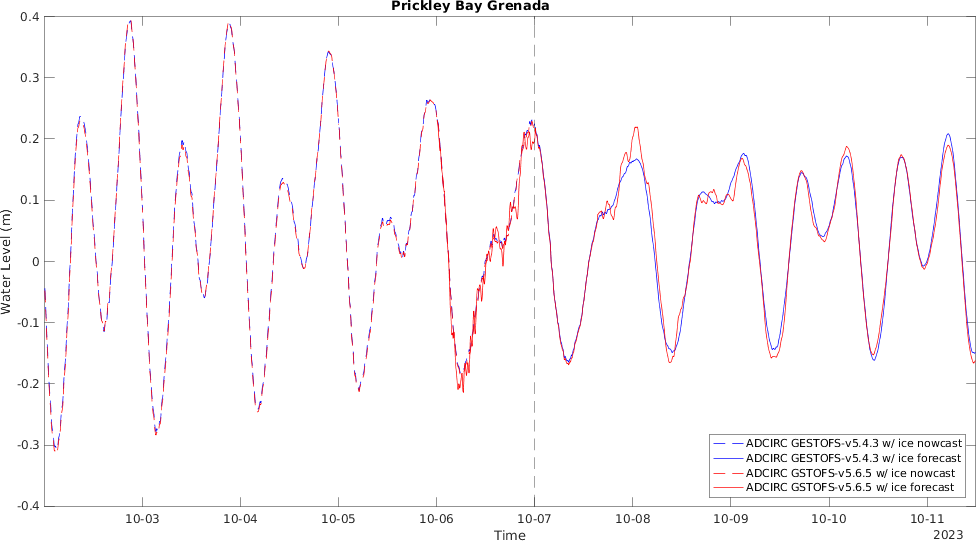 Prickley Bay Grenada
0.4
0.3
0.2
0.1
0
-0.1
-0.2
-0.3
-0.4
Water Level (m)
10-03 10-04 10-05 10-06 10-07 10-08 10-09 10-10 10-11
Time
2023
ADCIRC GESTOFS-v5.4.3 w/ ice nowcast
ADCIRC GESTOFS-v5.4.3 w/ ice forecast
ADCIRC GSTOFS-v5.6.5 w/ ice nowcast
ADCIRC GSTOFS-v5.6.5 w/ ice forecast